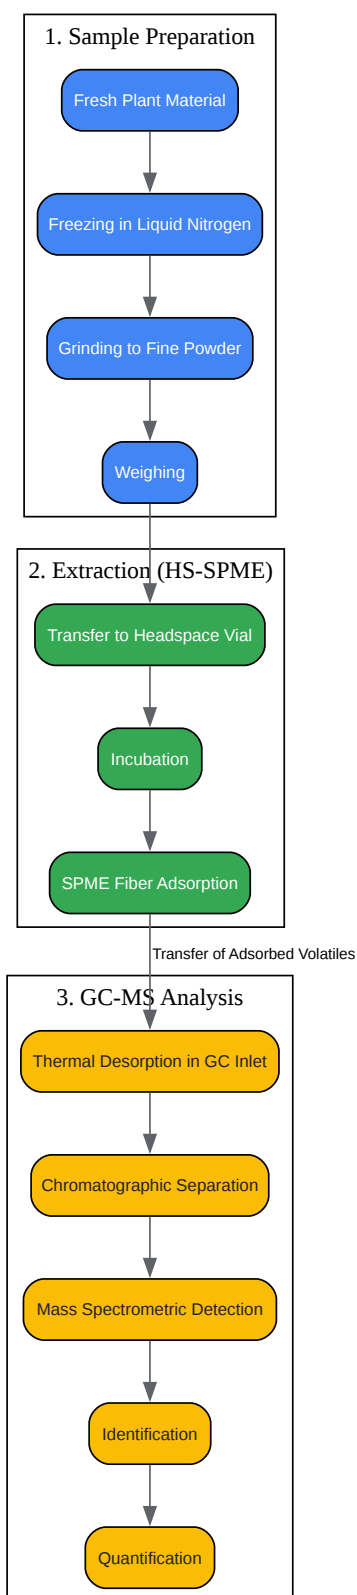 1. Sample Preparation
Fresh Plant Material
Freezing in Liquid Nitrogen
Grinding to Fine Powder
Weighing
2. Extraction (HS-SPME)
Transfer to Headspace Vial
Incubation
SPME Fiber Adsorption
Transfer of Adsorbed Volatiles
3. GC-MS Analysis
Thermal Desorption in GC Inlet
Chromatographic Separation
Mass Spectrometric Detection
Identification
Quantification